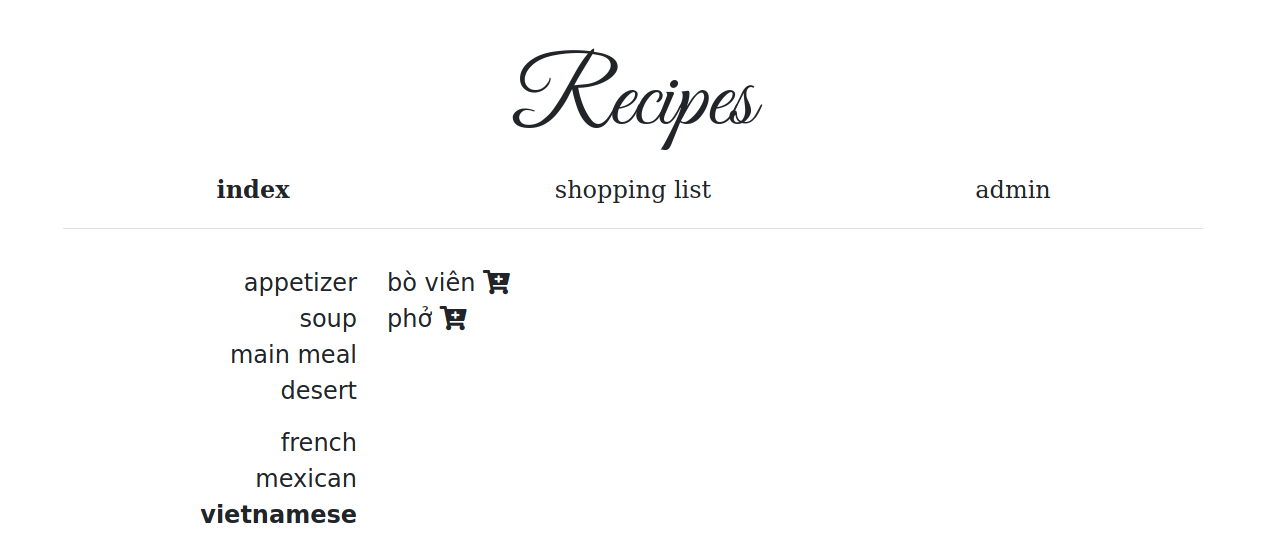 Recipes
index shopping list admin
appetizer bò viên
soup phở
main meal
desert
french
mexican
vietnamese